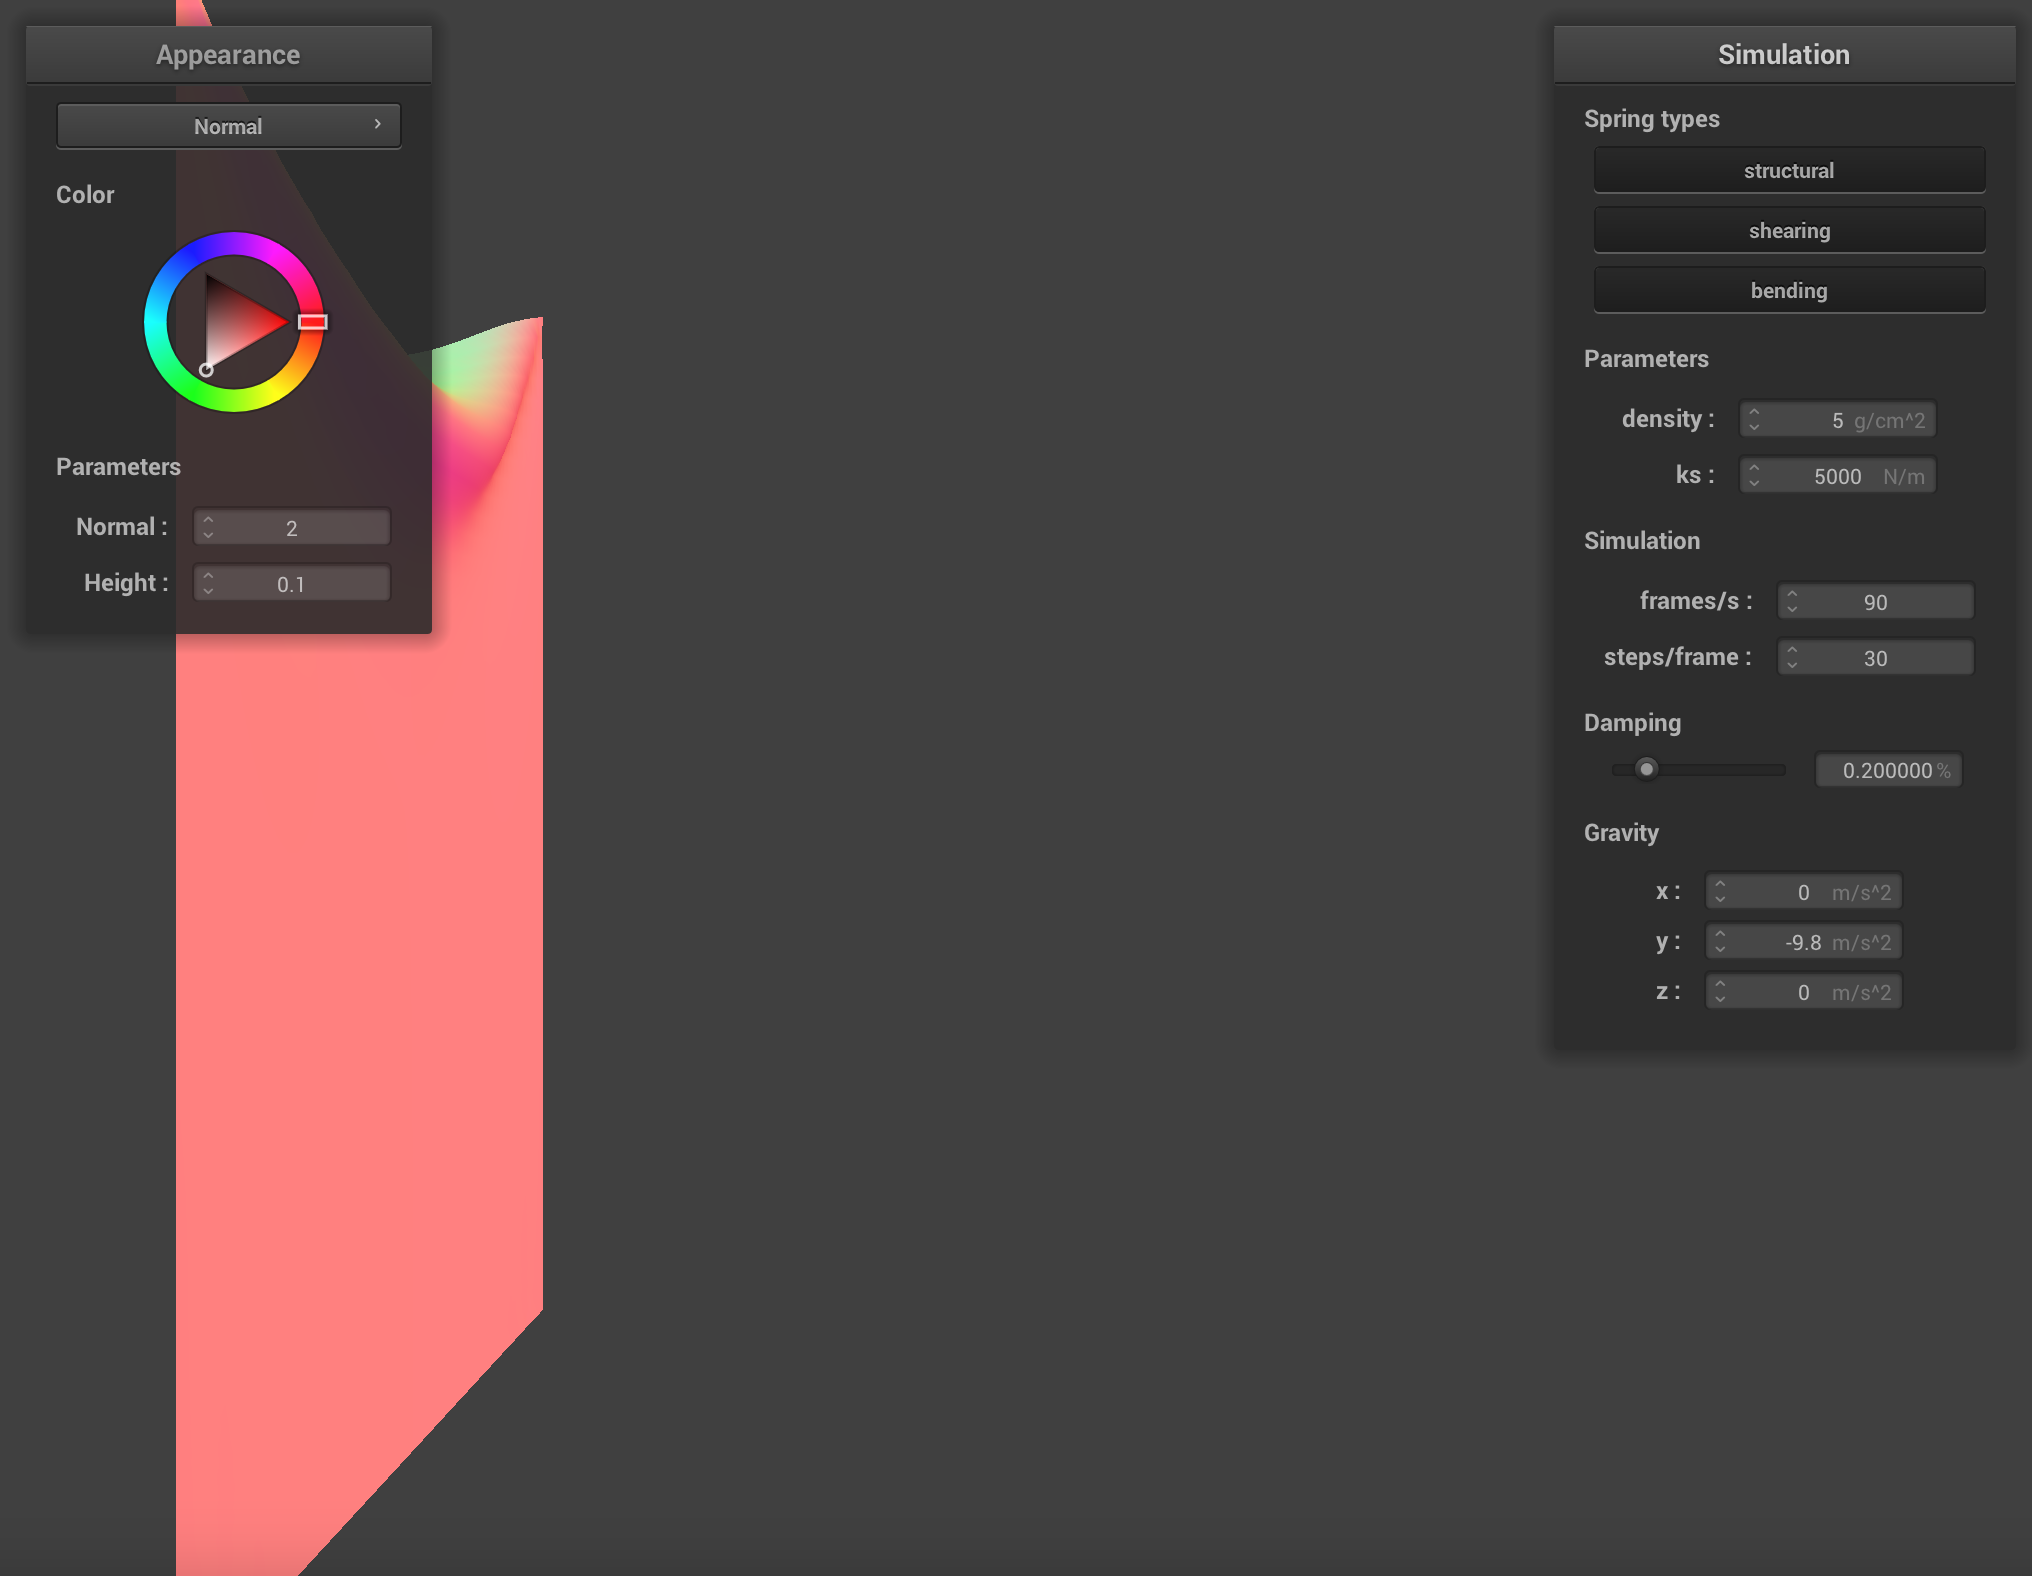 Appearance
Normal
Color
Parameters
Normal : 2
Height : 0.1
Simulation
Spring types
structural
shearing
bending
Parameters
density : 5 g/cm^2
ks : 5000 N/m
Simulation
frames/s : 90
steps/frame : 30
Damping
0.200000 %
Gravity
x : 0 m/s^2
y : -9.8 m/s^2
z : 0 m/s^2